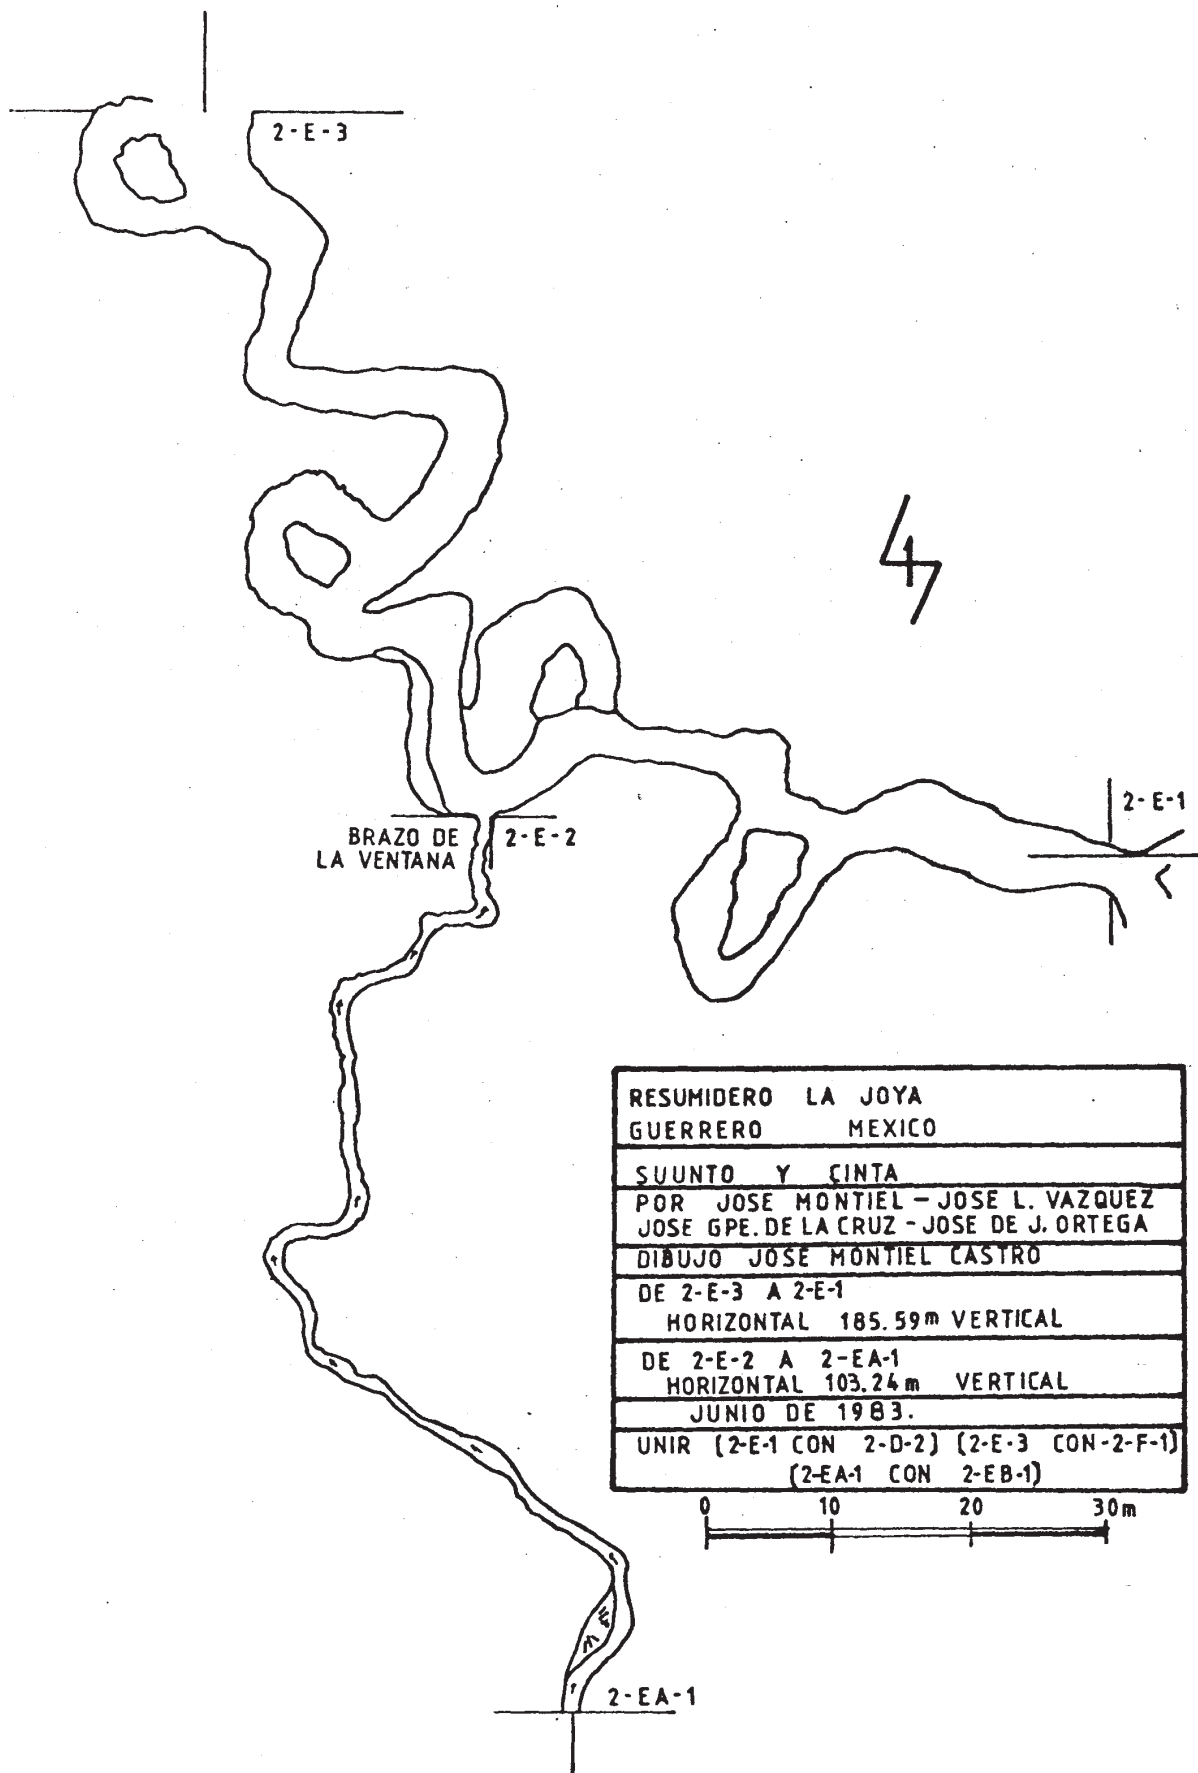 2-E-3
2-E-1
BRAZO DE
LA VENTANA
2-E-2
RESUMIDERO LA JOYA
GUERRERO MEXICO
SUUNTO Y CINTA
POR JOSE MONTIEL - JOSE L. VAZQUEZ
JOSE GPE. DE LA CRUZ - JOSE DE J. ORTEGA
DIBUJO JOSE MONTIEL CASTRO
DE 2-E-3 A 2-E-1
HORIZONTAL 185.59m VERTICAL
DE 2-E-2 A 2-EA-1
HORIZONTAL 103.24m VERTICAL
JUNIO DE 1983.
UNIR (2-E-1 CON 2-D-2) (2-E-3 CON-2-F-1)
(2-EA-1 CON 2-EB-1)
0 10 20 30m
2-EA-1